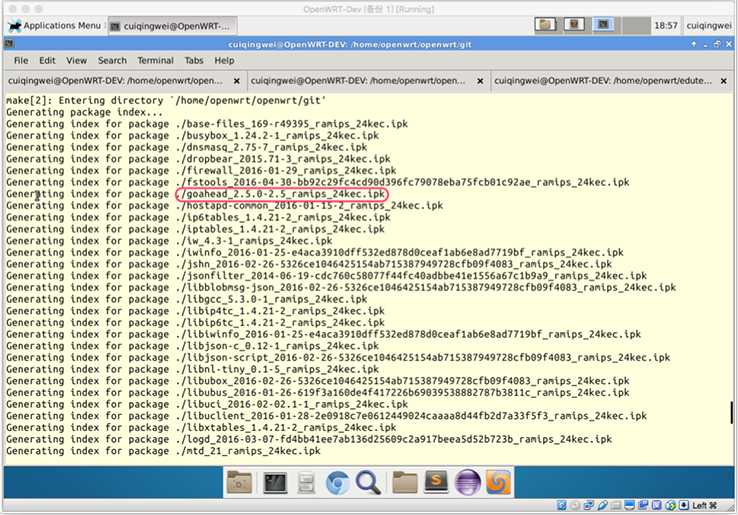 OpenWRT-Dev (备份 1) [Running]
Applications Menu cuiqingwei@OpenWRT-... 18:57 cuiqingwei
cuiqingwei@OpenWRT-DEV: /home/openwrt/openwrt/git
File Edit View Search Terminal Tabs Help
cuiqingwei@OpenWRT-DEV: /home/openwrt/open... × cuiqingwei@OpenWRT-DEV: /home/openwrt/open... × cuiqingwei@OpenWRT-DEV: /home/openwrt/edute... ×
make[2]: Entering directory `/home/openwrt/openwrt/git'
Generating package index...
Generating index for package ./base-files_169-r49395_ramips_24kec.ipk
Generating index for package ./busybox_1.24.2-1_ramips_24kec.ipk
Generating index for package ./dnsmasq_2.75-7_ramips_24kec.ipk
Generating index for package ./dropbear_2015.71-3_ramips_24kec.ipk
Generating index for package ./firewall_2016-01-29_ramips_24kec.ipk
Generating index for package ./fstools_2016-04-30-bb92c29fc4cd90d396fc79078eba75fcb01c92ae_ramips_24kec.ipk
Generating index for package ./goahead_2.5.0-2.5_ramips_24kec.ipk
Generating index for package ./hostapd-common_2016-01-15-2_ramips_24kec.ipk
Generating index for package ./ip6tables_1.4.21-2_ramips_24kec.ipk
Generating index for package ./iptables_1.4.21-2_ramips_24kec.ipk
Generating index for package ./iw_4.3-1_ramips_24kec.ipk
Generating index for package ./iwinfo_2016-01-25-e4aca3910dff532ed878d0ceaf1ab6e8ad7719bf_ramips_24kec.ipk
Generating index for package ./jshn_2016-02-26-5326ce1046425154ab715387949728cfb09f4083_ramips_24kec.ipk
Generating index for package ./jsonfilter_2014-06-19-cdc760c58077f44fc40adbbe41e1556a67c1b9a9_ramips_24kec.ipk
Generating index for package ./libblobmsg-json_2016-02-26-5326ce1046425154ab715387949728cfb09f4083_ramips_24kec.ipk
Generating index for package ./libgcc_5.3.0-1_ramips_24kec.ipk
Generating index for package ./libip4tc_1.4.21-2_ramips_24kec.ipk
Generating index for package ./libip6tc_1.4.21-2_ramips_24kec.ipk
Generating index for package ./libiwinfo_2016-01-25-e4aca3910dff532ed878d0ceaf1ab6e8ad7719bf_ramips_24kec.ipk
Generating index for package ./libjson-c_0.12-1_ramips_24kec.ipk
Generating index for package ./libjson-script_2016-02-26-5326ce1046425154ab715387949728cfb09f4083_ramips_24kec.ipk
Generating index for package ./libnl-tiny_0.1-5_ramips_24kec.ipk
Generating index for package ./libubox_2016-02-26-5326ce1046425154ab715387949728cfb09f4083_ramips_24kec.ipk
Generating index for package ./libubus_2016-01-26-619f3a160de4f417226b69039538882787b3811c_ramips_24kec.ipk
Generating index for package ./libuci_2016-02-02.1-1_ramips_24kec.ipk
Generating index for package ./libuclient_2016-01-28-2e0918c7e0612449024caaaa8d44fb2d7a33f5f3_ramips_24kec.ipk
Generating index for package ./libxtables_1.4.21-2_ramips_24kec.ipk
Generating index for package ./logd_2016-03-07-fd4bb41ee7ab136d25609c2a917beea5d52b723b_ramips_24kec.ipk
Generating index for package ./mtd_21_ramips_24kec.ipk
Left ⌘